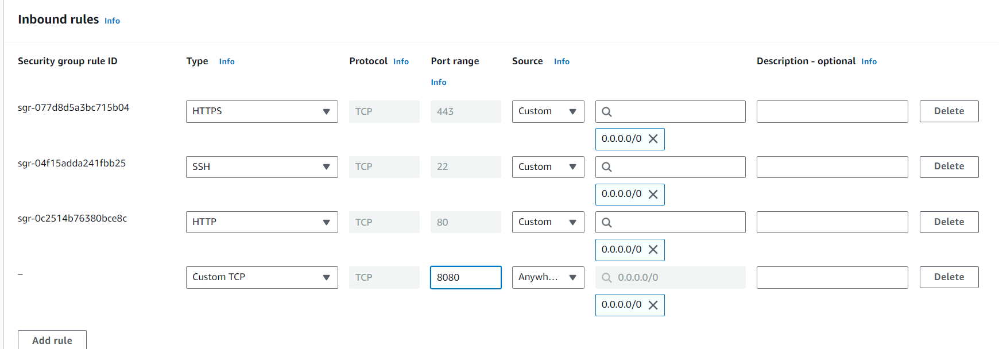 Inbound rules Info
Security group rule ID Type Info Protocol Info Port range Info Source Info Description - optional Info
sgr-077d8d5a3bc715b04 HTTPS TCP 443 Custom Delete
0.0.0.0/0
sgr-04f15adda241fbb25 SSH TCP 22 Custom Delete
0.0.0.0/0
sgr-0c2514b76380bce8c HTTP TCP 80 Custom Delete
0.0.0.0/0
– Custom TCP TCP 8080 Anywh... 0.0.0.0/0 Delete
0.0.0.0/0
Add rule